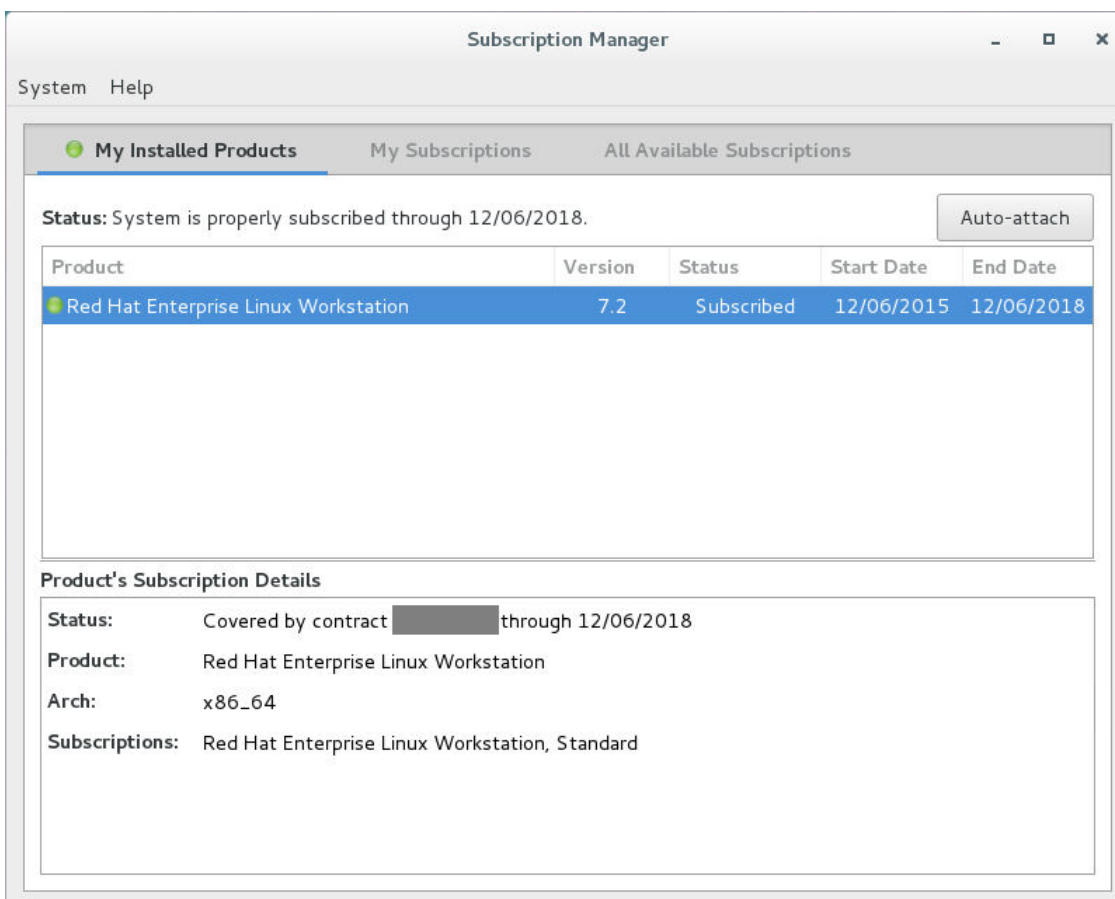 Subscription Manager
System Help
My Installed Products My Subscriptions All Available Subscriptions
Status: System is properly subscribed through 12/06/2018. Auto-attach
Product Version Status Start Date End Date
Red Hat Enterprise Linux Workstation 7.2 Subscribed 12/06/2015 12/06/2018
Product's Subscription Details
Status: Covered by contract through 12/06/2018
Product: Red Hat Enterprise Linux Workstation
Arch: x86_64
Subscriptions: Red Hat Enterprise Linux Workstation, Standard